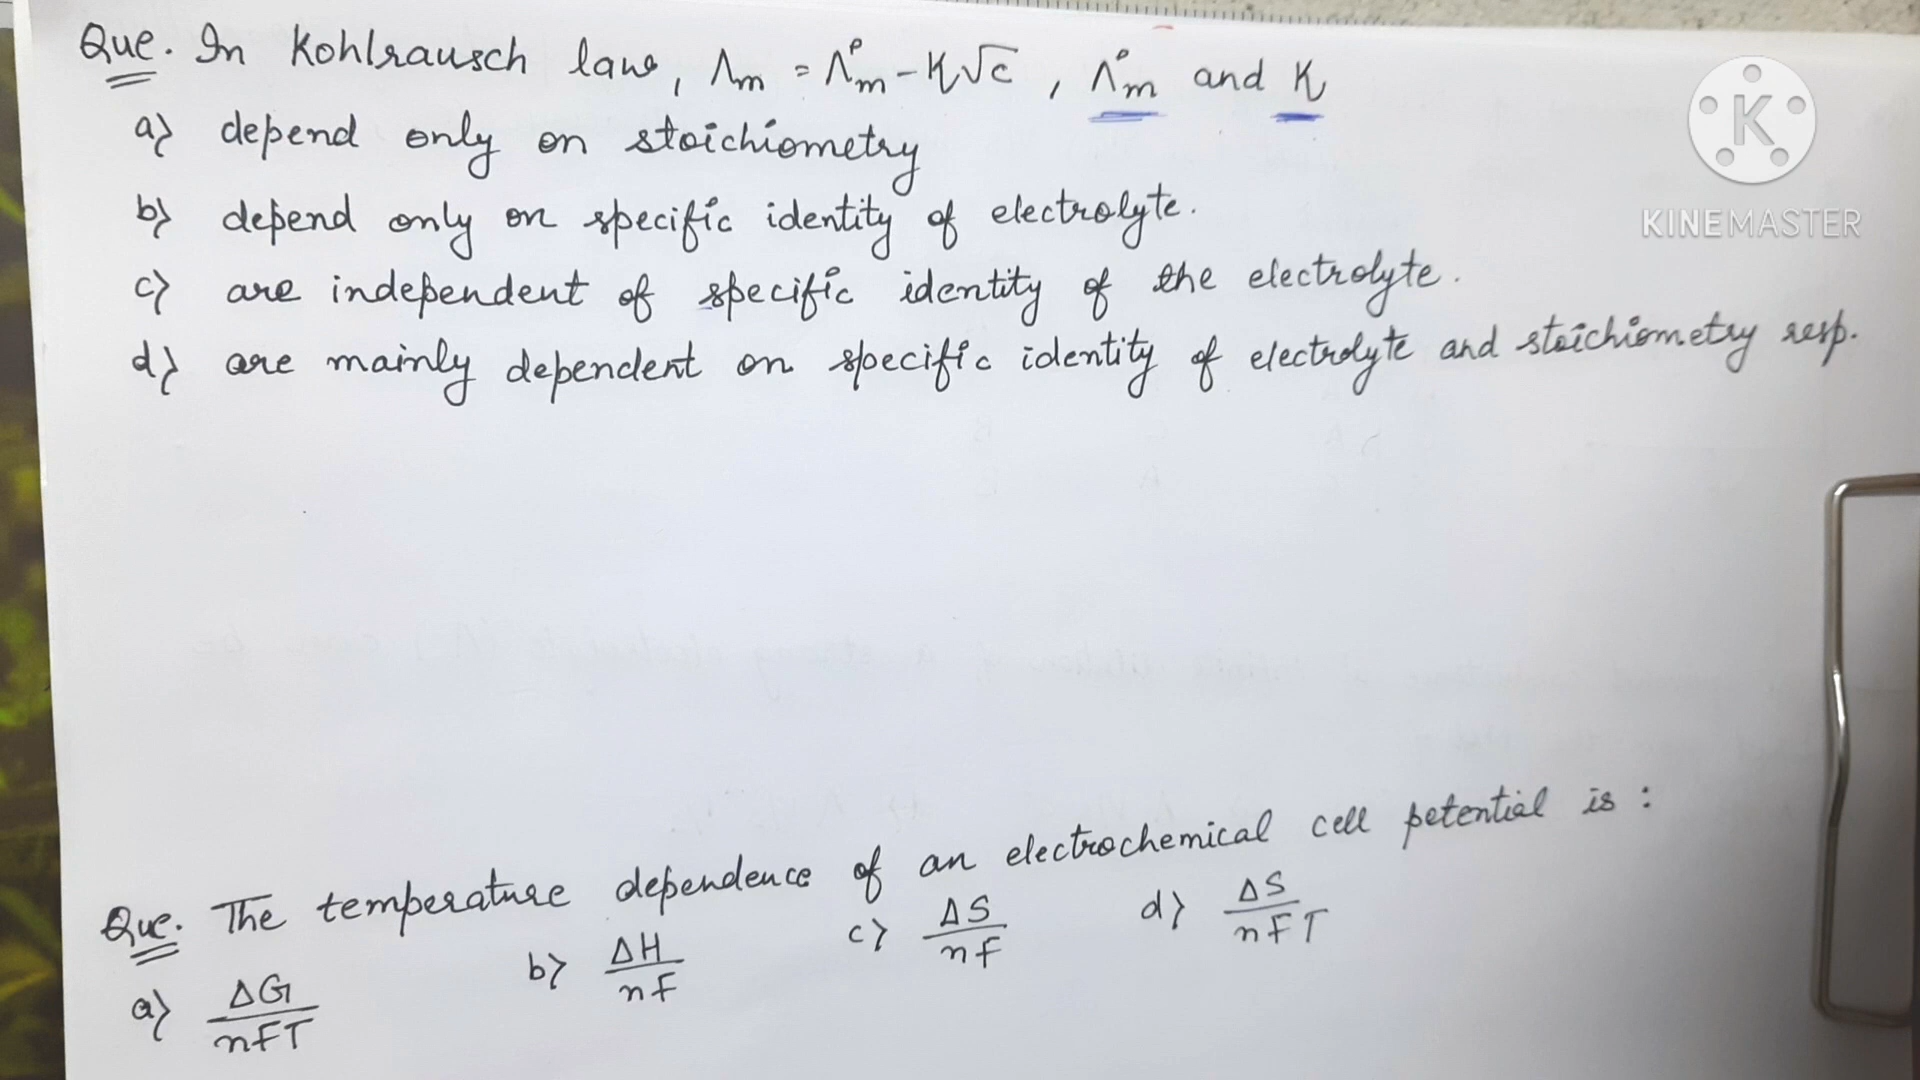 Que. In Kohlrausch law, Λm = Λ°m - K√c , Λ°m and K
a) depend only on stoichiometry
b) depend only on specific identity of electrolyte.
c) are independent of specific identity of the electrolyte.
d) are mainly dependent on specific identity of electrolyte and stoichiometry resp.
K
KINEMASTER
Que. The temperature dependence of an electrochemical cell potential is :
a) ΔG/nFT b) ΔH/nF c) ΔS/nF d) ΔS/nFT